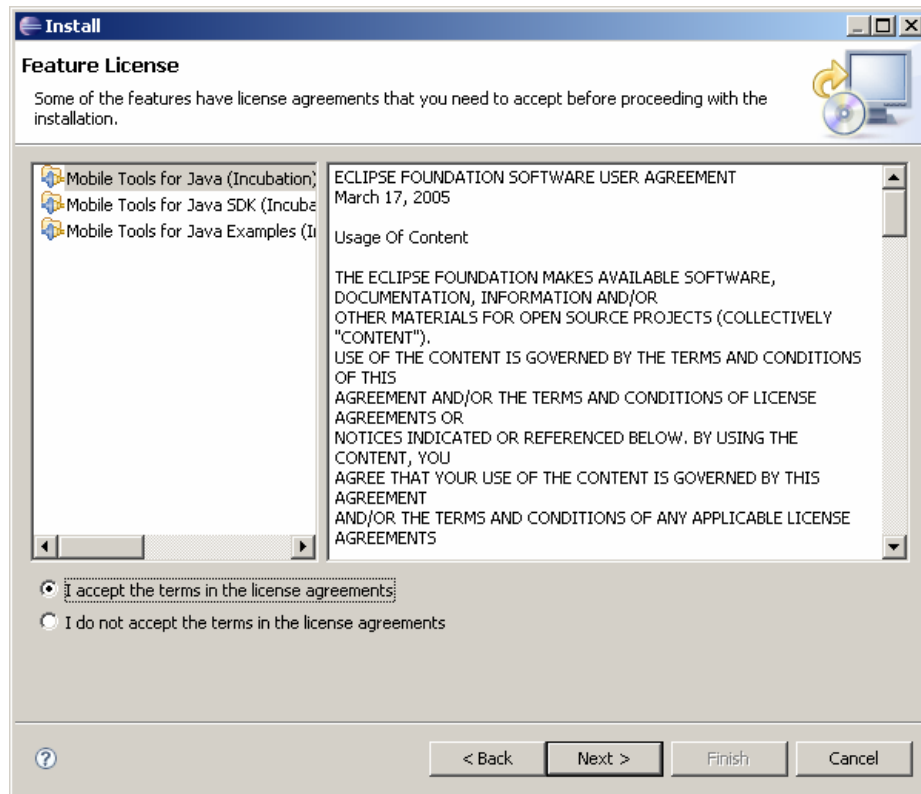 Install
Feature License
Some of the features have license agreements that you need to accept before proceeding with the
installation.
Mobile Tools for Java (Incubation)
Mobile Tools for Java SDK (Incuba
Mobile Tools for Java Examples (I
ECLIPSE FOUNDATION SOFTWARE USER AGREEMENT
March 17, 2005
Usage Of Content
THE ECLIPSE FOUNDATION MAKES AVAILABLE SOFTWARE,
DOCUMENTATION, INFORMATION AND/OR
OTHER MATERIALS FOR OPEN SOURCE PROJECTS (COLLECTIVELY
"CONTENT").
USE OF THE CONTENT IS GOVERNED BY THE TERMS AND CONDITIONS
OF THIS
AGREEMENT AND/OR THE TERMS AND CONDITIONS OF LICENSE
AGREEMENTS OR
NOTICES INDICATED OR REFERENCED BELOW. BY USING THE
CONTENT, YOU
AGREE THAT YOUR USE OF THE CONTENT IS GOVERNED BY THIS
AGREEMENT
AND/OR THE TERMS AND CONDITIONS OF ANY APPLICABLE LICENSE
AGREEMENTS
I accept the terms in the license agreements
I do not accept the terms in the license agreements
?
< Back
Next >
Finish
Cancel